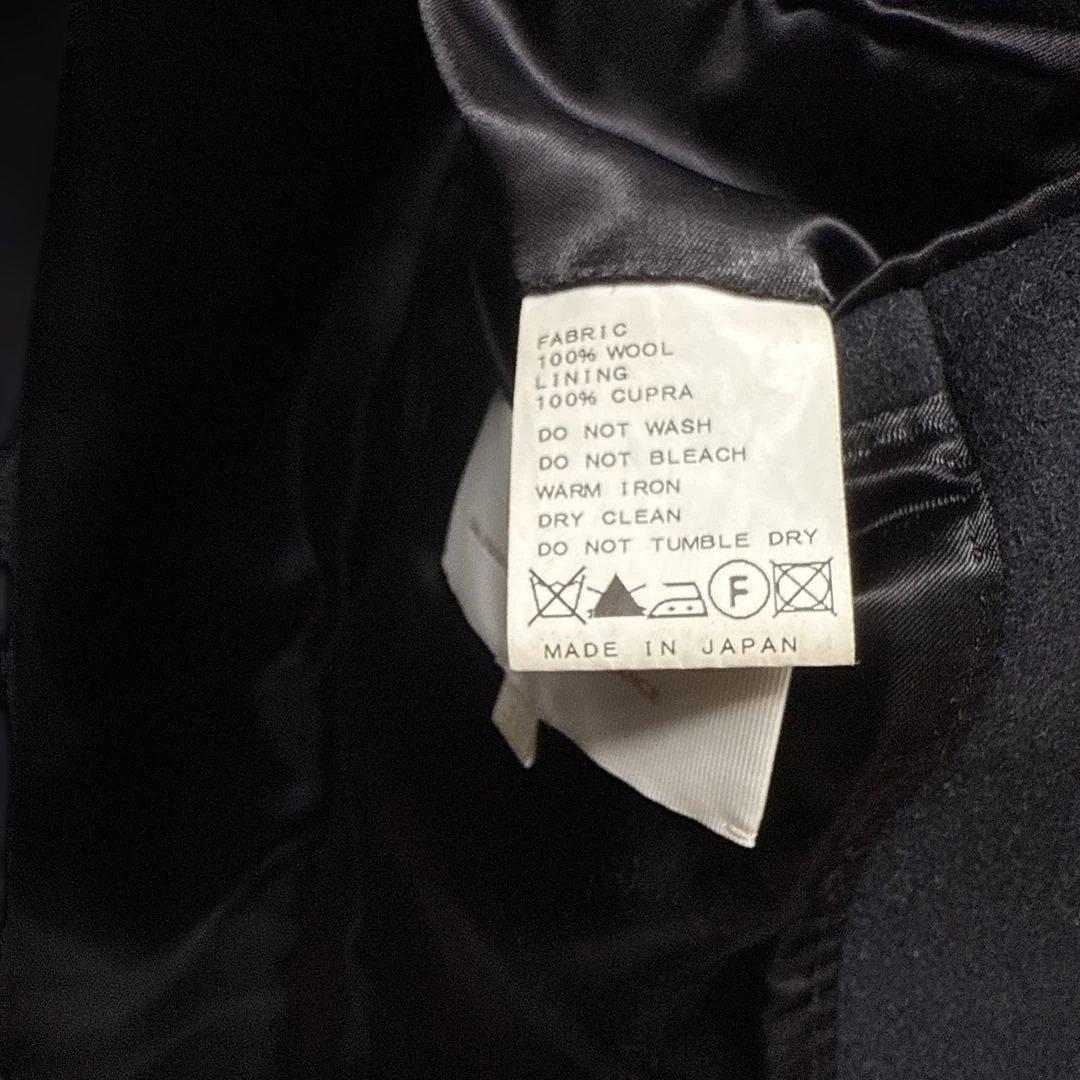 FABRIC
100% WOOL
LINING
100% CUPRA
DO NOT WASH
DO NOT BLEACH
WARM IRON
DRY CLEAN
DO NOT TUMBLE DRY
F
MADE IN JAPAN